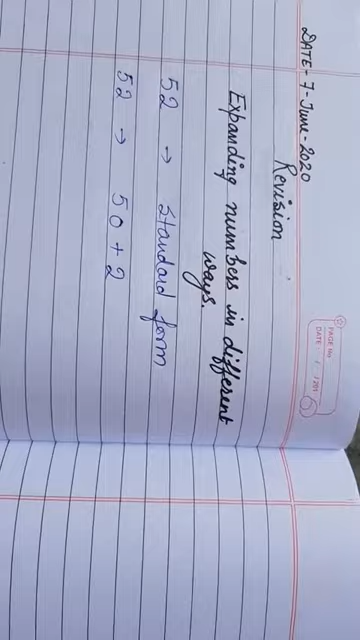 DATE - 7 - June - 2020
PAGE No
DATE: / /201
Revision
Expanding numbers in different
ways.
52 → Standard form
52 → 50 + 2